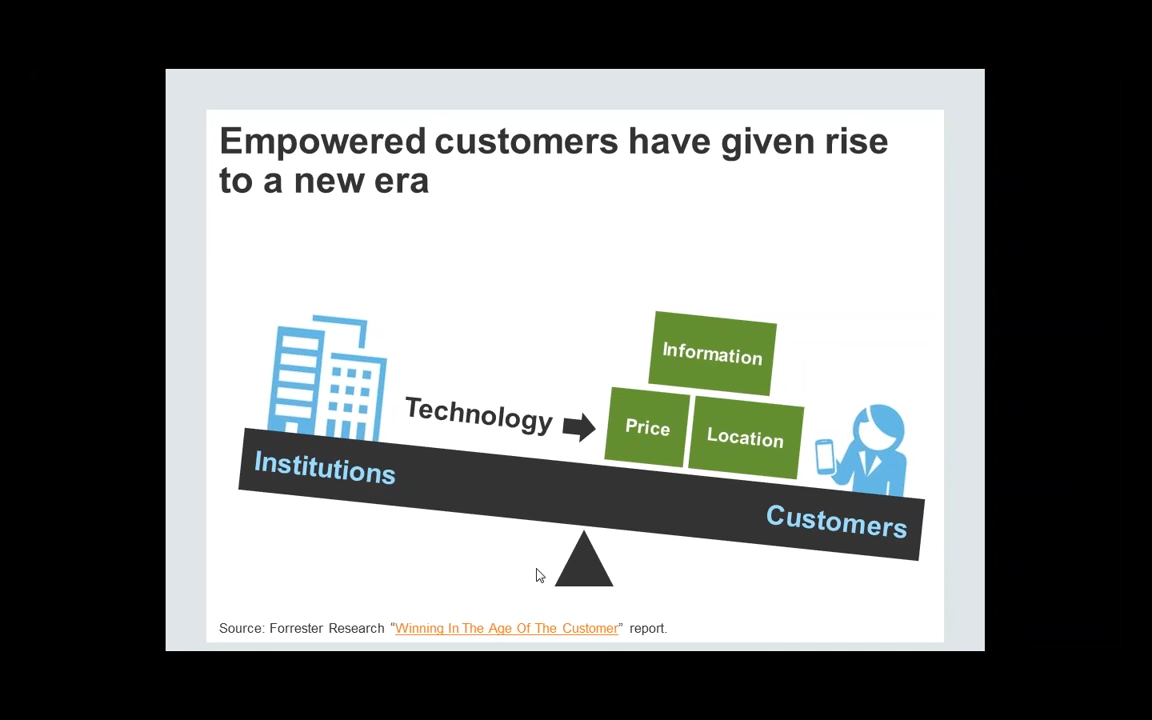 Empowered customers have given rise
to a new era
Information
Technology
Price
Location
Institutions
Customers
Source: Forrester Research “Winning In The Age Of The Customer” report.